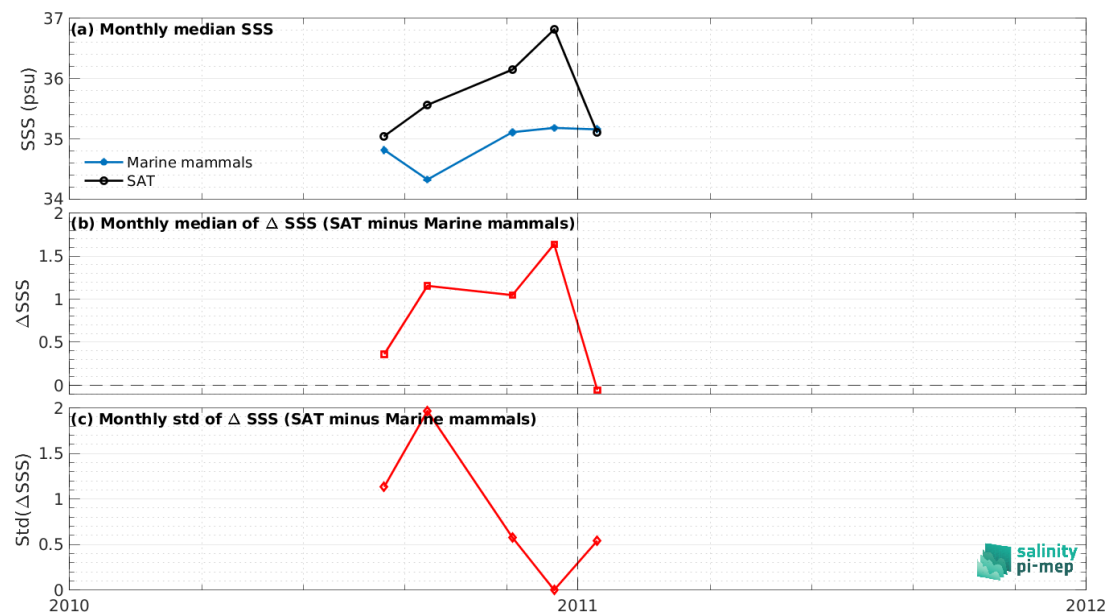 37
(a) Monthly median SSS
36
SSS (psu)
35
Marine mammals
SAT
34
2
(b) Monthly median of Δ SSS (SAT minus Marine mammals)
1.5
ΔSSS
1
0.5
0
2
(c) Monthly std of Δ SSS (SAT minus Marine mammals)
1.5
Std(ΔSSS)
1
0.5
0
salinity
pi-mep
2010
2011
2012